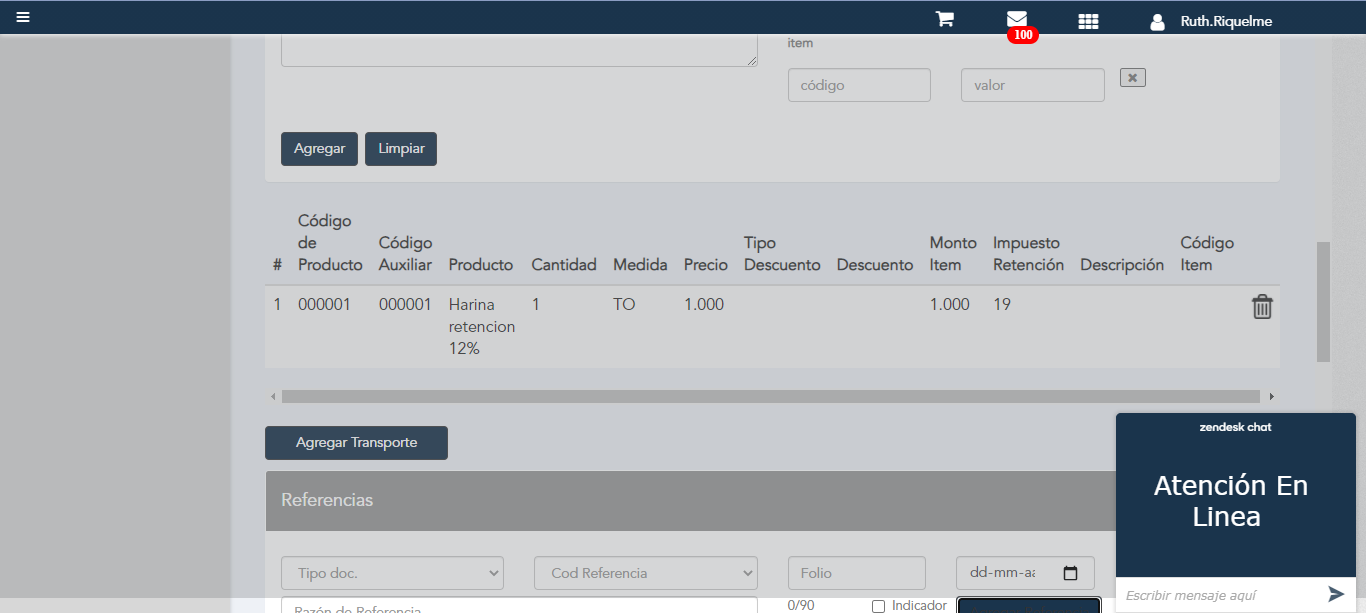 Ruth.Riquelme
100
item
código
valor
Agregar
Limpiar
# Código de Producto Código Auxiliar Producto Cantidad Medida Precio Tipo Descuento Descuento Monto Item Impuesto Retención Descripción Código Item
1 000001 000001 Harina retencion 12% 1 TO 1.000 1.000 19
Agregar Transporte
Referencias
Tipo doc.
Cod Referencia
Folio
dd-mm-aa
Razón de Referencia
0/90
Indicador
zendesk chat
Atención En
Linea
Escribir mensaje aquí